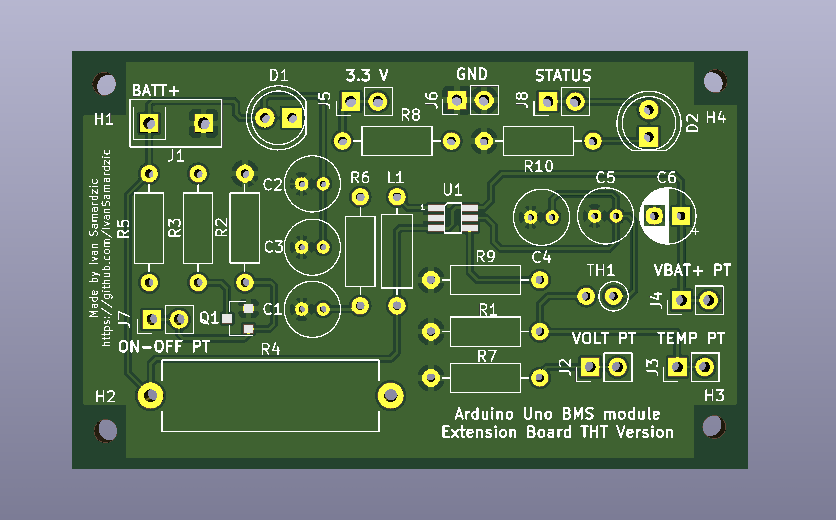 D1
3.3 V
GND
STATUS
BATT+
J5
J6
J8
H1
H4
R8
D2
J1
R10
C2
R6
L1
U1
1
C5
C6
R5
R3
R2
Made by Ivan Samardzic
https://github.com/IvanSamardzic
C3
C4
+
R9
TH1
VBAT+ PT
J4
C1
Q1
J7
R1
ON-OFF PT
R4
R7
VOLT PT
TEMP PT
J2
J3
H2
H3
Arduino Uno BMS module
Extension Board THT Version